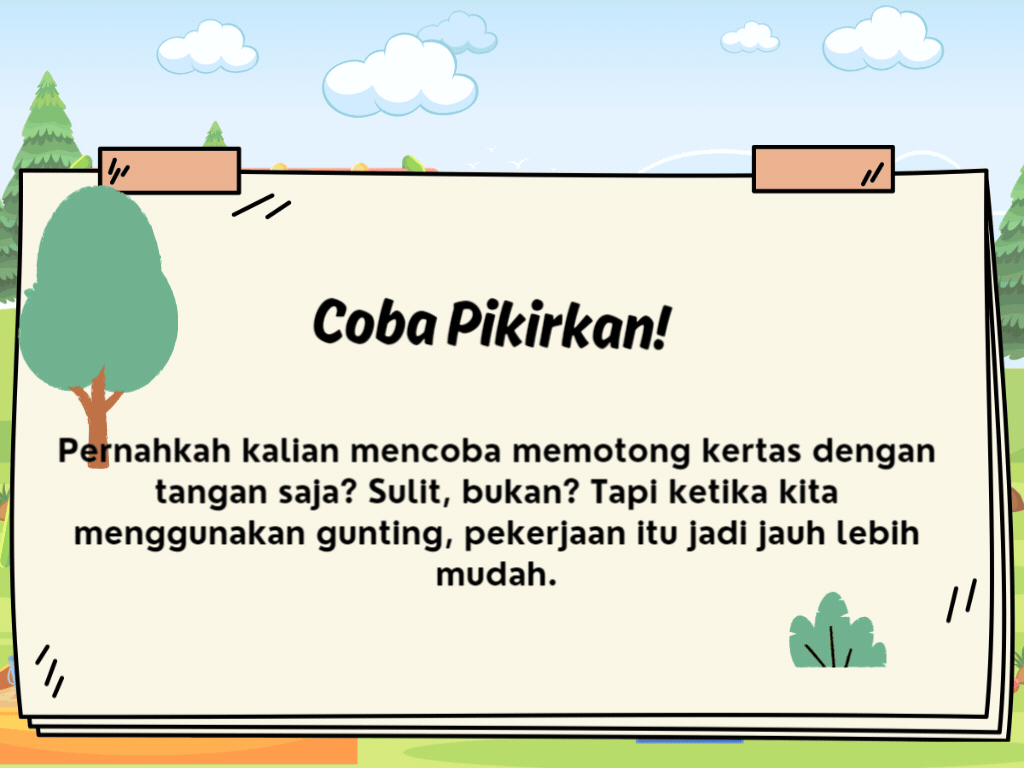 Coba Pikirkan!
Pernahkah kalian mencoba memotong kertas dengan
tangan saja? Sulit, bukan? Tapi ketika kita
menggunakan gunting, pekerjaan itu jadi jauh lebih
mudah.